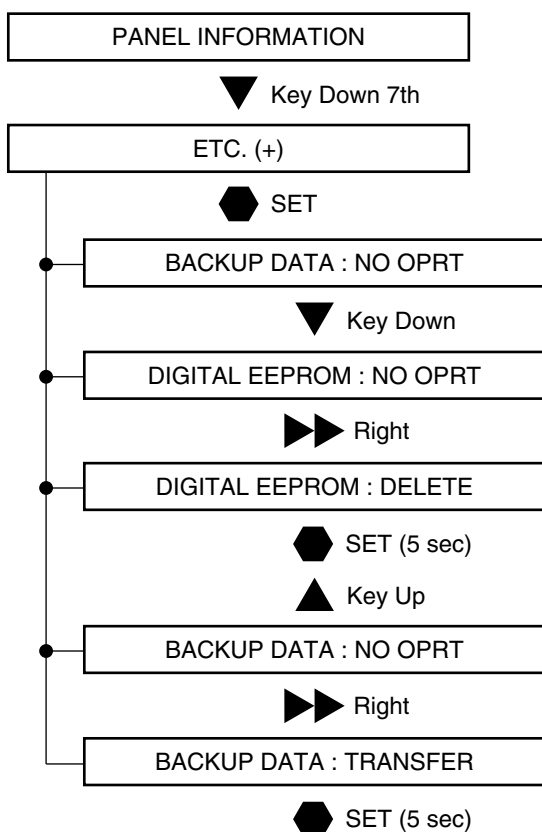 PANEL INFORMATION
Key Down 7th
ETC. (+)
SET
BACKUP DATA : NO OPRT
Key Down
DIGITAL EEPROM : NO OPRT
Right
DIGITAL EEPROM : DELETE
SET (5 sec)
Key Up
BACKUP DATA : NO OPRT
Right
BACKUP DATA : TRANSFER
SET (5 sec)